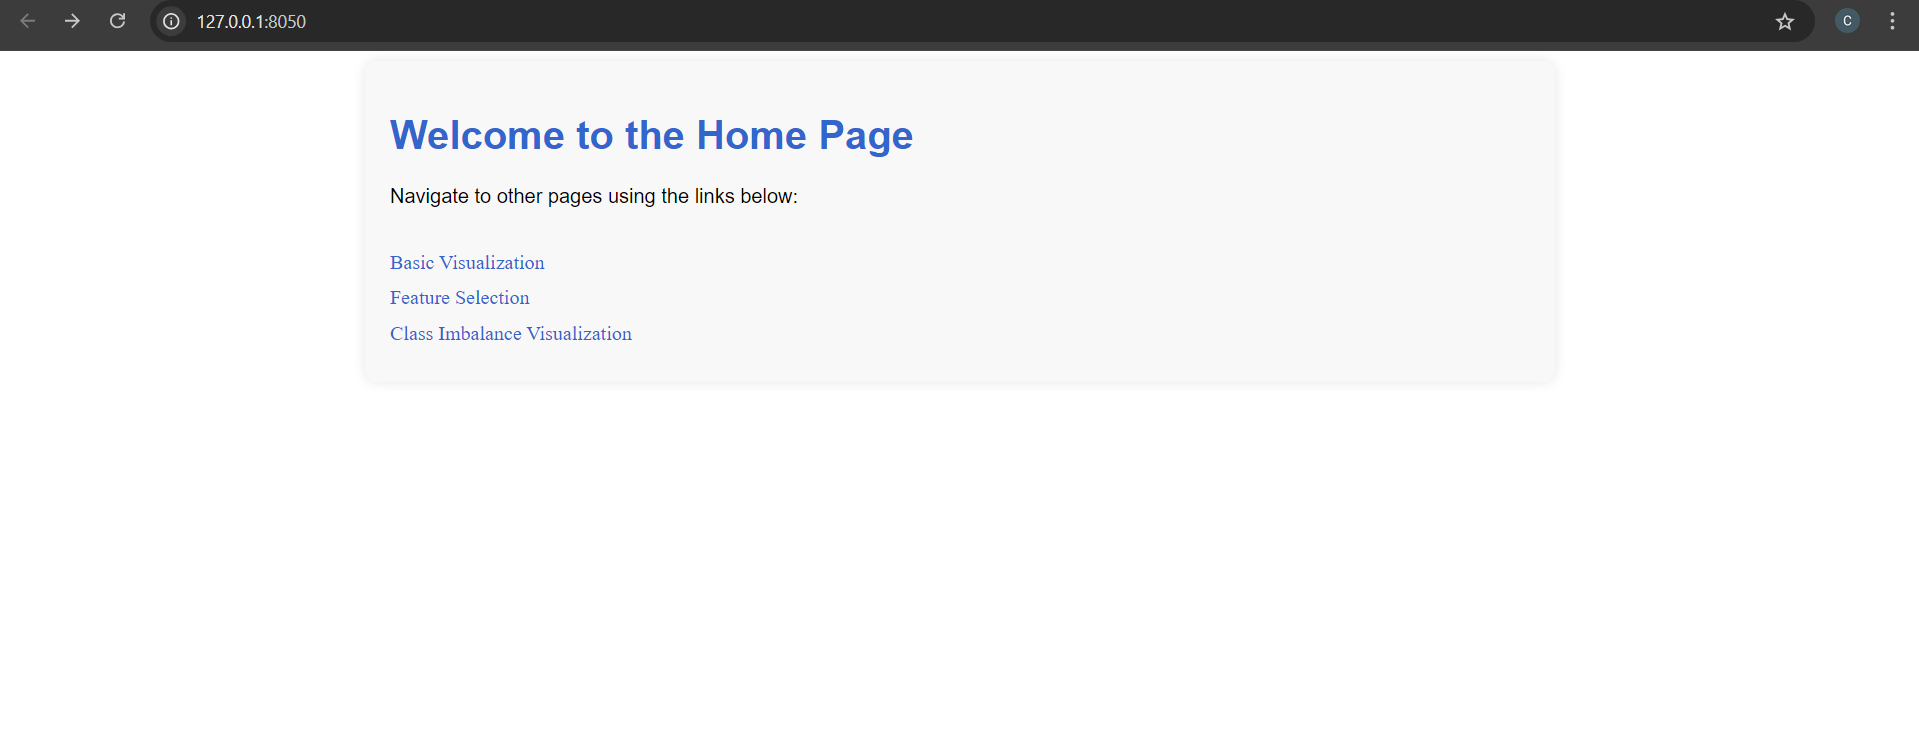 127.0.0.1:8050
C
Welcome to the Home Page
Navigate to other pages using the links below:
Basic Visualization
Feature Selection
Class Imbalance Visualization